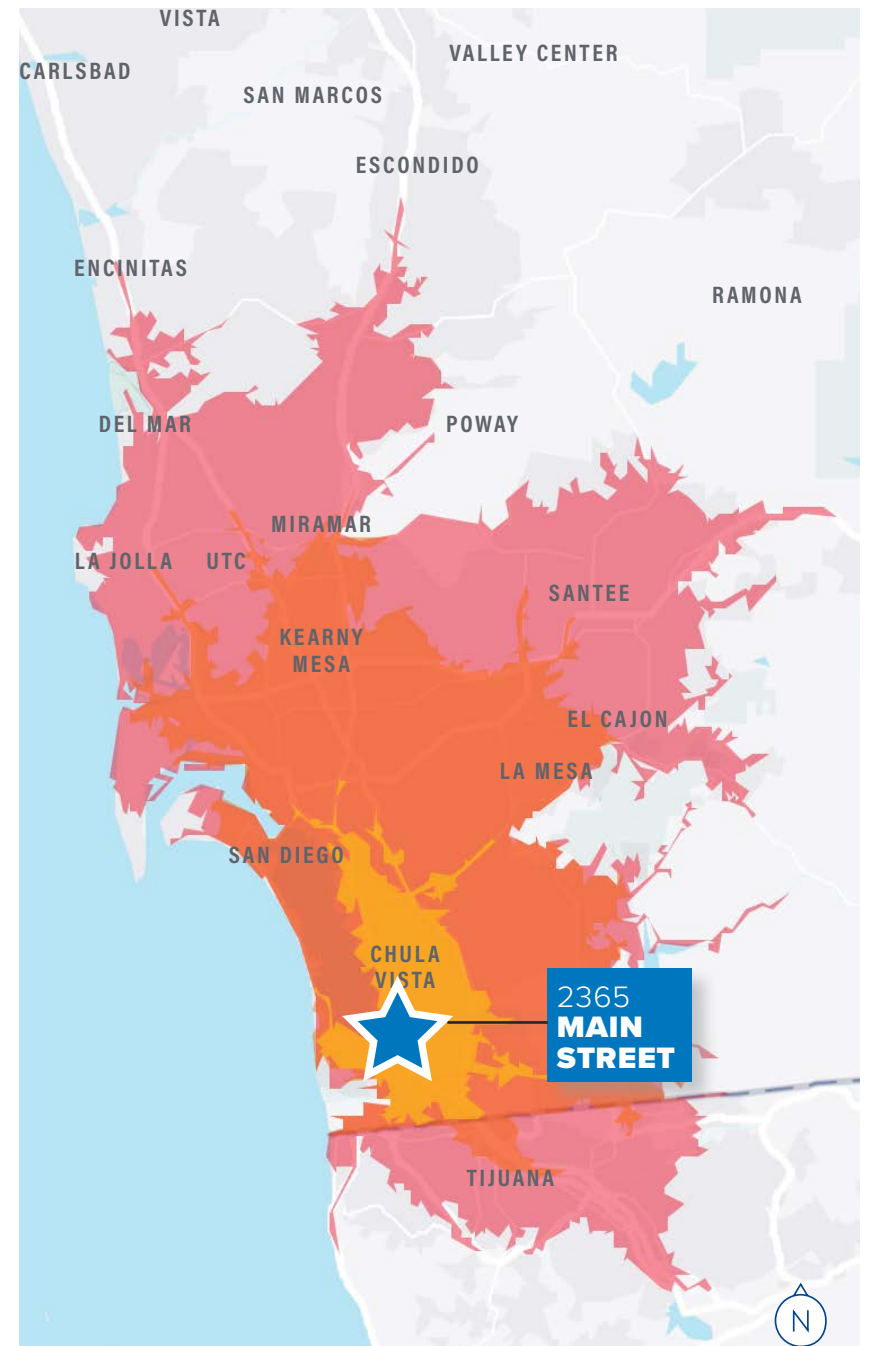 VISTA
VALLEY CENTER
CARLSBAD
SAN MARCOS
ESCONDIDO
ENCINITAS
RAMONA
DEL MAR
POWAY
MIRAMAR
LA JOLLA
UTC
SANTEE
KEARNY
MESA
EL CAJON
LA MESA
SAN DIEGO
CHULA
VISTA
2365
MAIN
STREET
TIJUANA
N